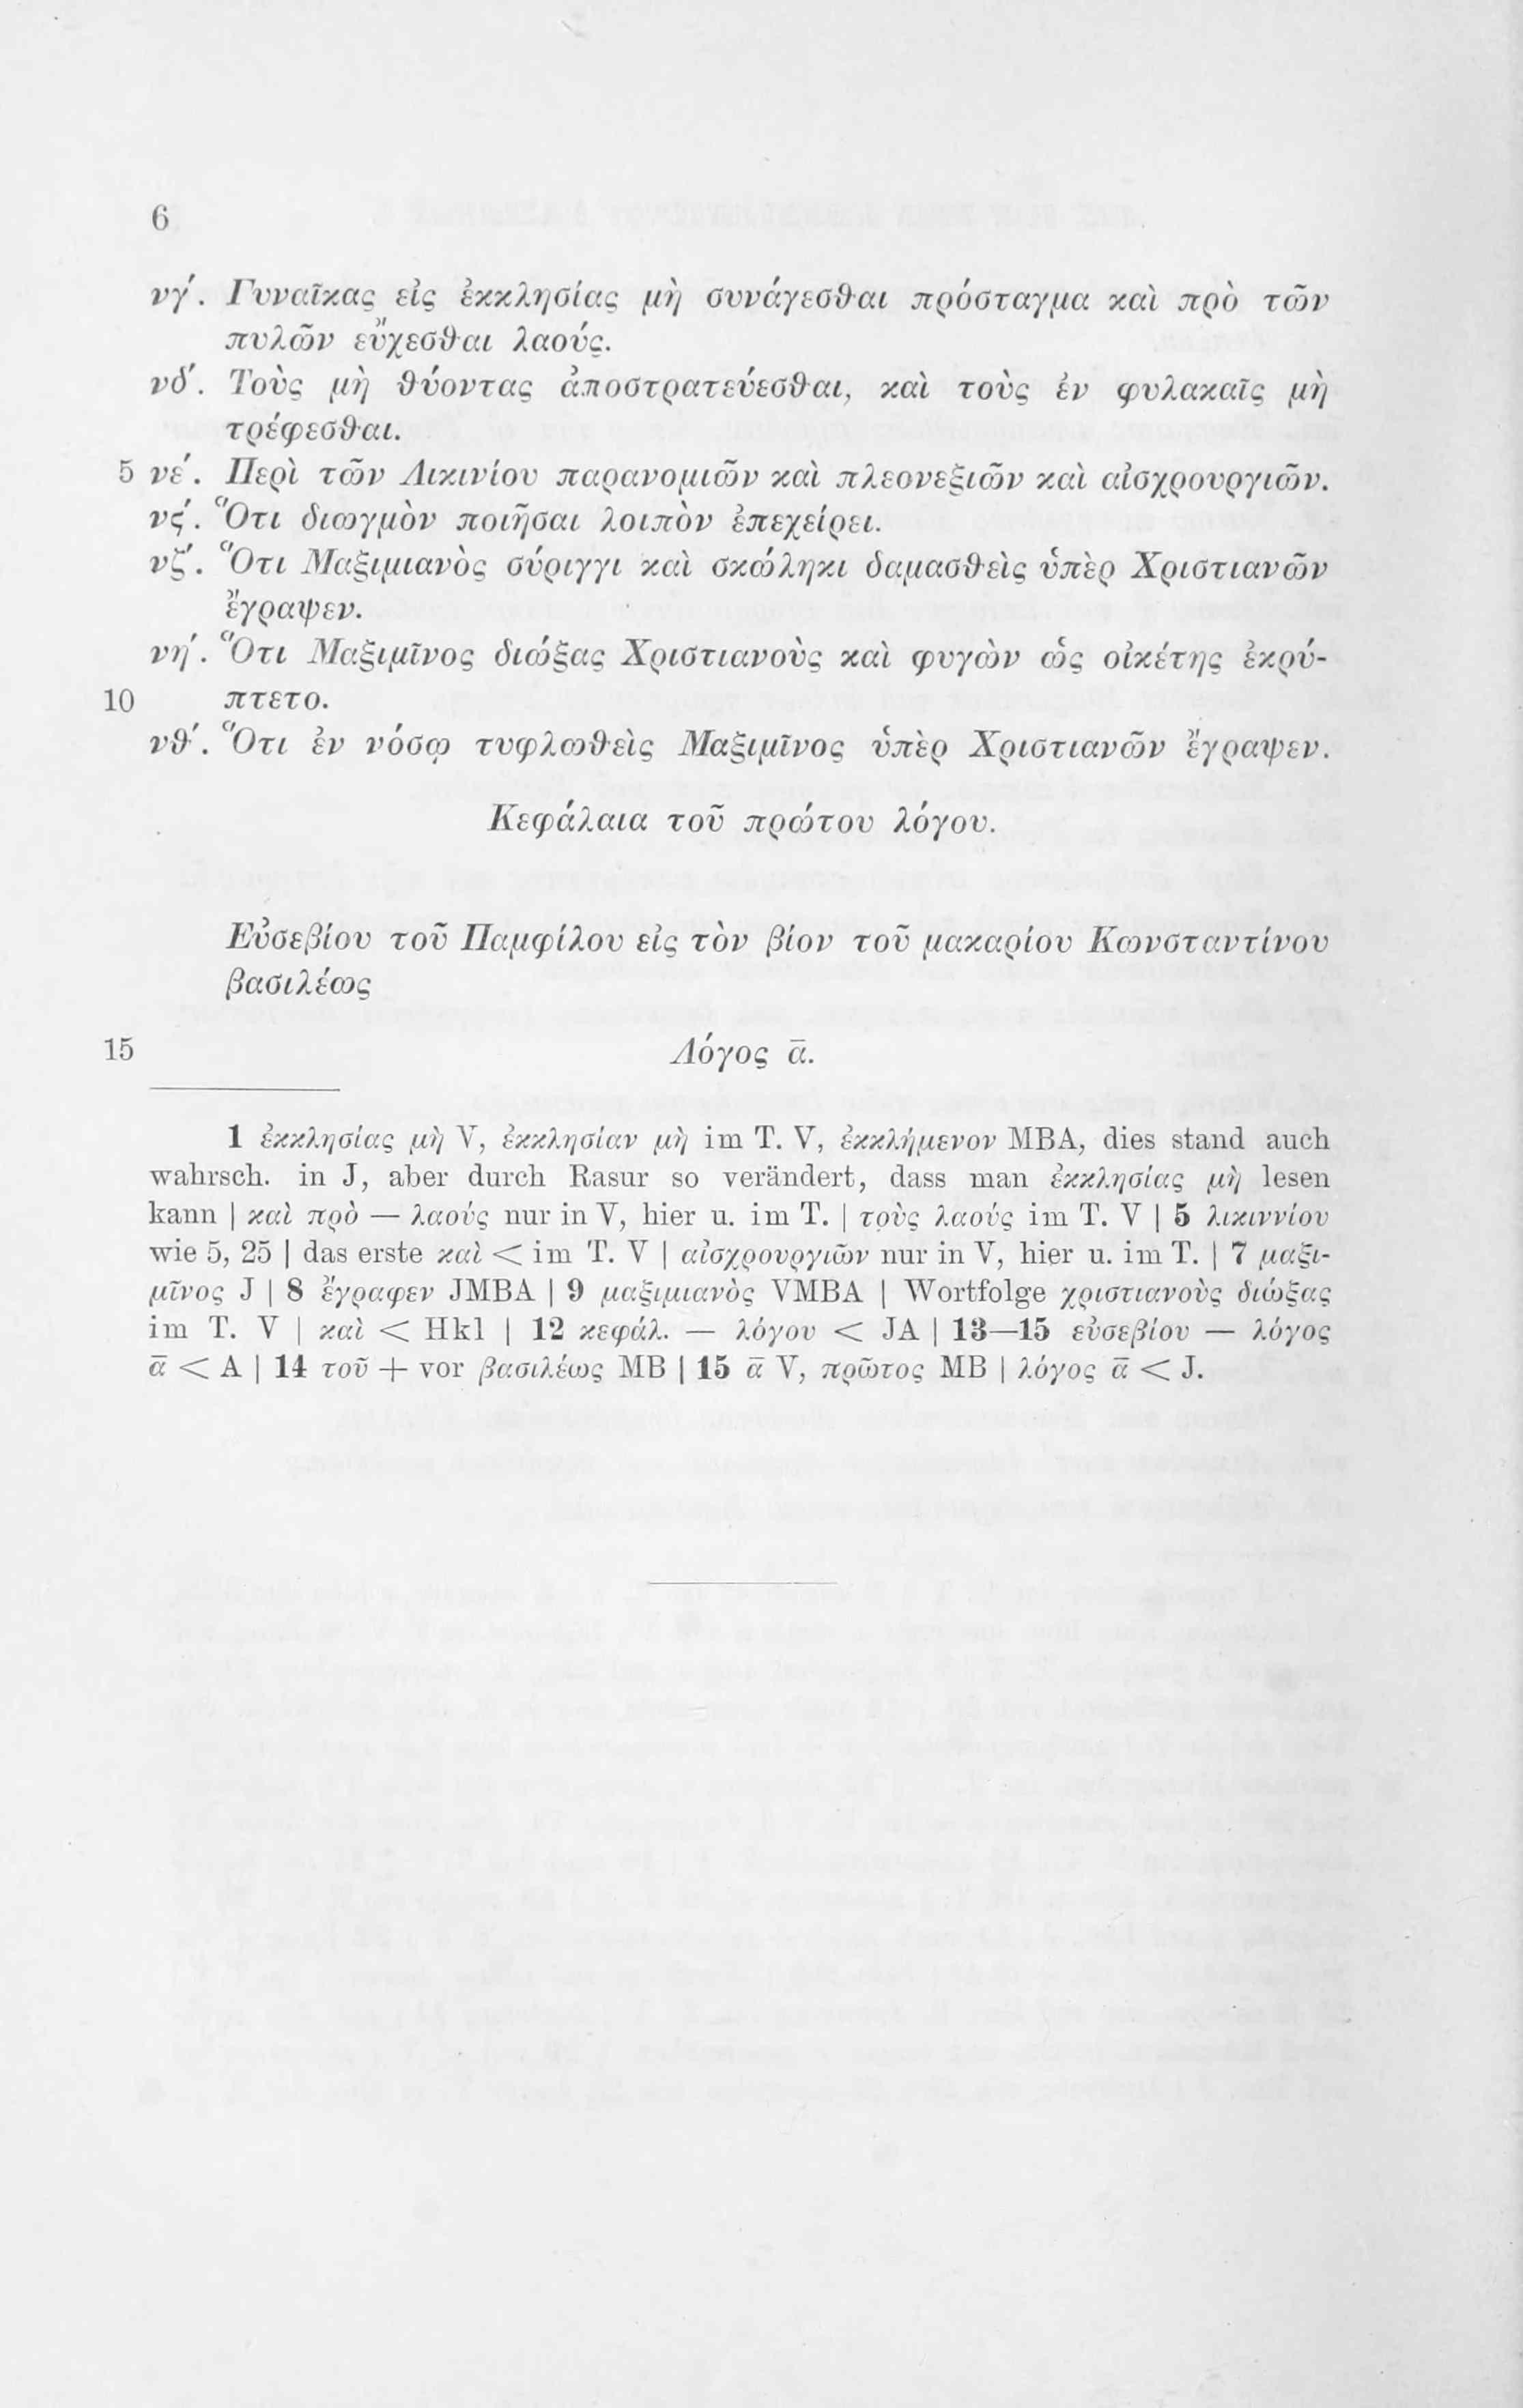 6
νγ′. Γυναῖκας εἰς ἐκκλησίας μὴ συνάγεσθαι πρόσταγμα καὶ πρὸ τῶν
πυλῶν εὔχεσθαι λαούς.
νδ′. Τοὺς μὴ θύοντας ἀποστρατεύεσθαι, καὶ τοὺς ἐν φυλακαῖς μὴ
τρέφεσθαι.
5 νε′. Περὶ τῶν Λικινίου παρανομιῶν καὶ πλεονεξιῶν καὶ αἰσχρουργιῶν.
νς′. Ὅτι διωγμὸν ποιῆσαι λοιπὸν ἐπεχείρει.
νζ′. Ὅτι Μαξιμιανὸς σύριγγι καὶ σκώληκι δαμασθεὶς ὑπὲρ Χριστιανῶν
ἔγραψεν.
νη′. Ὅτι Μαξιμῖνος διώξας Χριστιανοὺς καὶ φυγὼν ὡς οἰκέτης ἐκρύ-
10 πτετο.
νθ′. Ὅτι ἐν νόσῳ τυφλωθεὶς Μαξιμῖνος ὑπὲρ Χριστιανῶν ἔγραψεν.
Κεφάλαια τοῦ πρώτου λόγου.
Εὐσεβίου τοῦ Παμφίλου εἰς τὸν βίον τοῦ μακαρίου Κωνσταντίνου
βασιλέως
15 Λόγος ᾱ.
1 ἐκκλησίας μὴ V, ἐκκλησίαν μὴ im T. V, ἐκκλήμενον MBA, dies stand auch
wahrsch. in J, aber durch Rasur so verändert, dass man ἐκκλησίας μὴ lesen
kann | καὶ πρὸ — λαούς nur in V, hier u. im T. | τοὺς λαούς im T. V | 5 λικιννίου
wie 5, 25 | das erste καὶ < im T. V | αἰσχρουργιῶν nur in V, hier u. im T. | 7 μαξι-
μῖνος J | 8 ἔγραφεν JMBA | 9 μαξιμιανὸς VMBA | Wortfolge χριστιανοὺς διώξας
im T. V | καὶ < Hkl | 12 κεφάλ. — λόγου < JA | 13—15 εὐσεβίου — λόγος
ᾱ < A | 14 τοῦ + vor βασιλέως MB | 15 ᾱ V, πρῶτος MB | λόγος ᾱ < J.